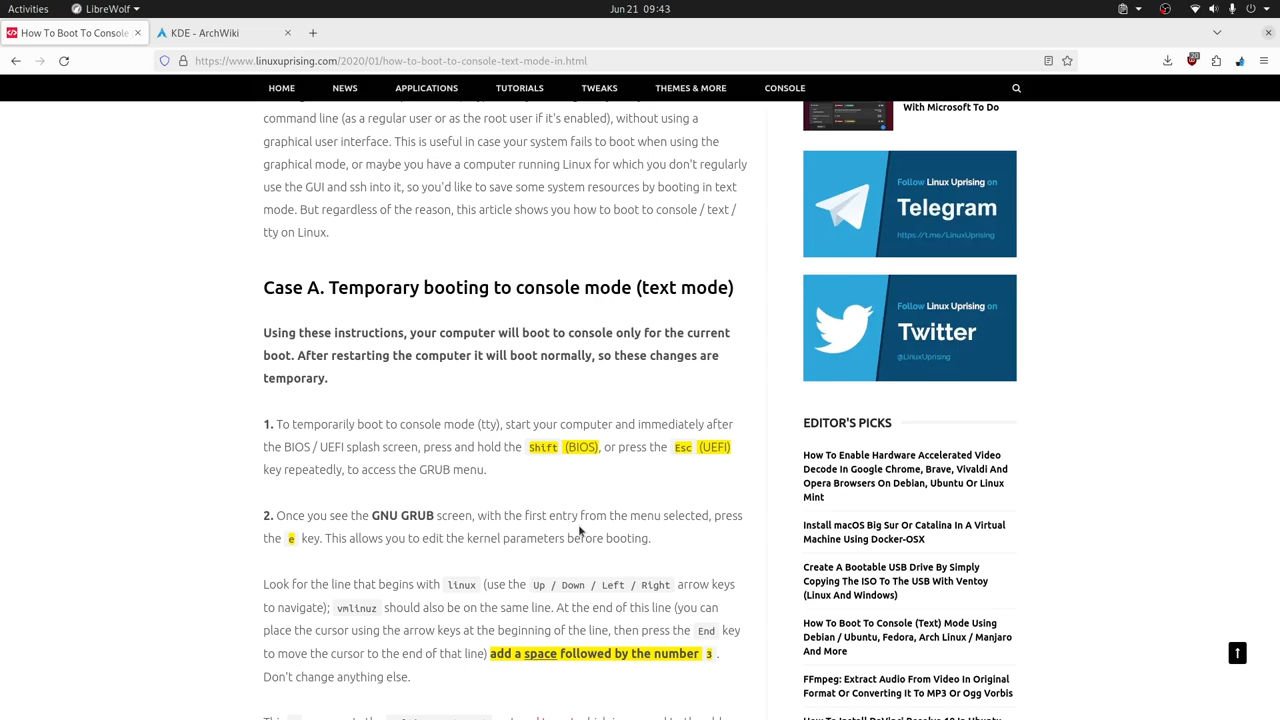 Activities
LibreWolf
Jun 21 09:43
How To Boot To Console
KDE - ArchWiki
https://www.linuxuprising.com/2020/01/how-to-boot-to-console-text-mode-in.html
20
HOME
NEWS
APPLICATIONS
TUTORIALS
TWEAKS
THEMES & MORE
CONSOLE
command line (as a regular user or as the root user if it's enabled), without using a
graphical user interface. This is useful in case your system fails to boot when using the
graphical mode, or maybe you have a computer running Linux for which you don't regularly
use the GUI and ssh into it, so you'd like to save some system resources by booting in text
mode. But regardless of the reason, this article shows you how to boot to console / text /
tty on Linux.
Case A. Temporary booting to console mode (text mode)
Using these instructions, your computer will boot to console only for the current
boot. After restarting the computer it will boot normally, so these changes are
temporary.
1. To temporarily boot to console mode (tty), start your computer and immediately after
the BIOS / UEFI splash screen, press and hold the Shift (BIOS), or press the Esc (UEFI)
key repeatedly, to access the GRUB menu.
2. Once you see the GNU GRUB screen, with the first entry from the menu selected, press
the e key. This allows you to edit the kernel parameters before booting.
Look for the line that begins with linux (use the Up / Down / Left / Right arrow keys
to navigate); vmlinuz should also be on the same line. At the end of this line (you can
place the cursor using the arrow keys at the beginning of the line, then press the End key
to move the cursor to the end of that line) add a space followed by the number 3 .
Don't change anything else.
With Microsoft To Do
Follow Linux Uprising on
Telegram
https://t.me/LinuxUprising
Follow Linux Uprising on
Twitter
@LinuxUprising
EDITOR'S PICKS
How To Enable Hardware Accelerated Video
Decode In Google Chrome, Brave, Vivaldi And
Opera Browsers On Debian, Ubuntu Or Linux
Mint
Install macOS Big Sur Or Catalina In A Virtual
Machine Using Docker-OSX
Create A Bootable USB Drive By Simply
Copying The ISO To The USB With Ventoy
(Linux And Windows)
How To Boot To Console (Text) Mode Using
Debian / Ubuntu, Fedora, Arch Linux / Manjaro
And More
FFmpeg: Extract Audio From Video In Original
Format Or Converting It To MP3 Or Ogg Vorbis